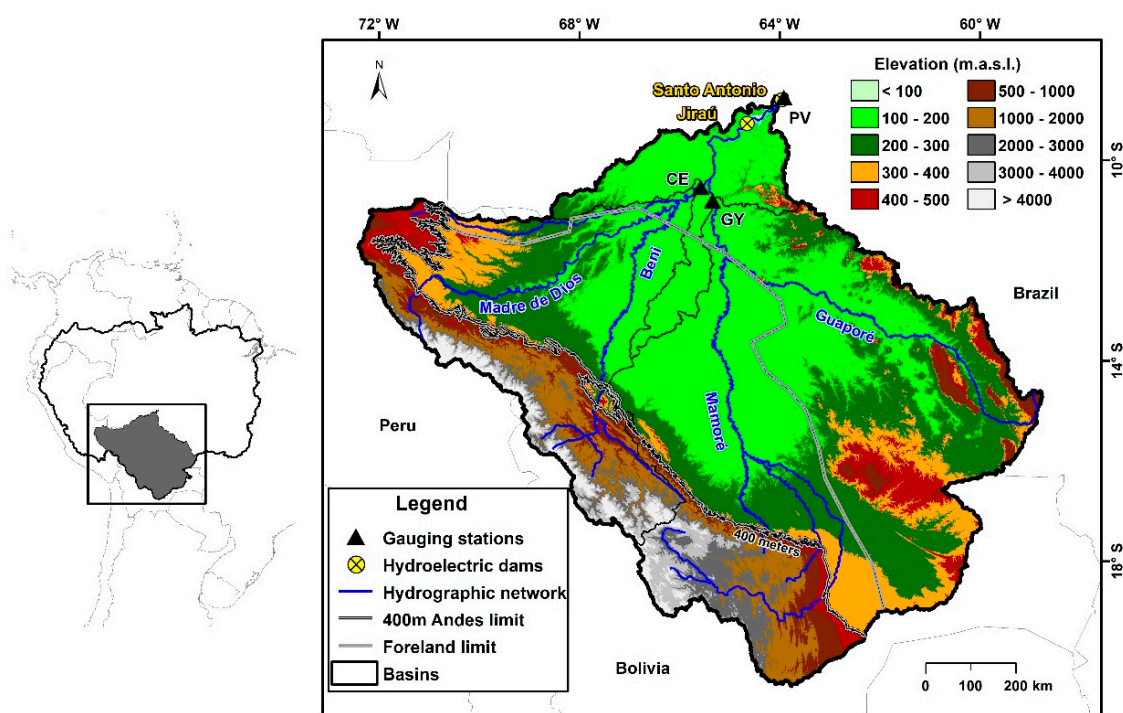 72° W
68° W
64° W
60° W
N
Elevation (m.a.s.l.)
< 100
100 - 200
200 - 300
300 - 400
400 - 500
500 - 1000
1000 - 2000
2000 - 3000
3000 - 4000
> 4000
Santo Antonio
Jiraú
PV
10° S
CE
GY
Beni
Madre de Dios
Guaporé
Brazil
14° S
Mamoré
Peru
400 meters
18° S
Legend
Gauging stations
Hydroelectric dams
Hydrographic network
400m Andes limit
Foreland limit
Basins
Bolivia
0 100 200 km